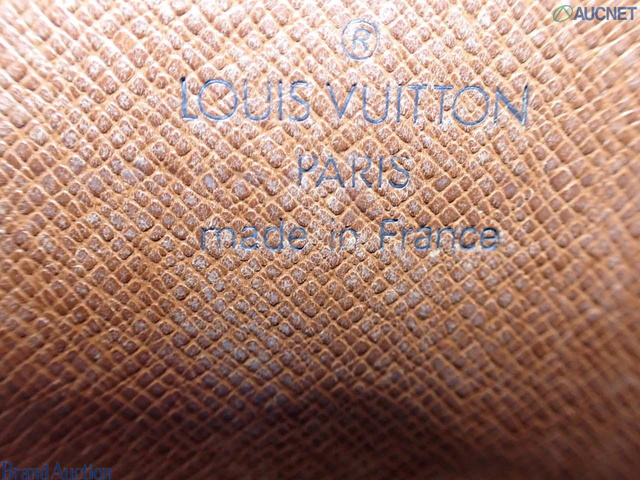 AUCNET
®
LOUIS VUITTON
PARIS
made in France
Brand Auction